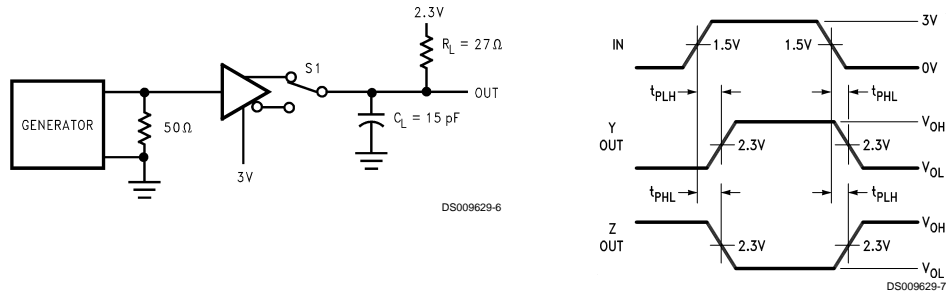 2.3V
R_L = 27Ω
S1
OUT
GENERATOR
50Ω
C_L = 15 pF
3V
DS009629-6
IN
1.5V
1.5V
3V
0V
t_PLH
t_PHL
Y
OUT
2.3V
2.3V
V_OH
V_OL
t_PHL
t_PLH
Z
OUT
2.3V
2.3V
V_OH
V_OL
DS009629-7